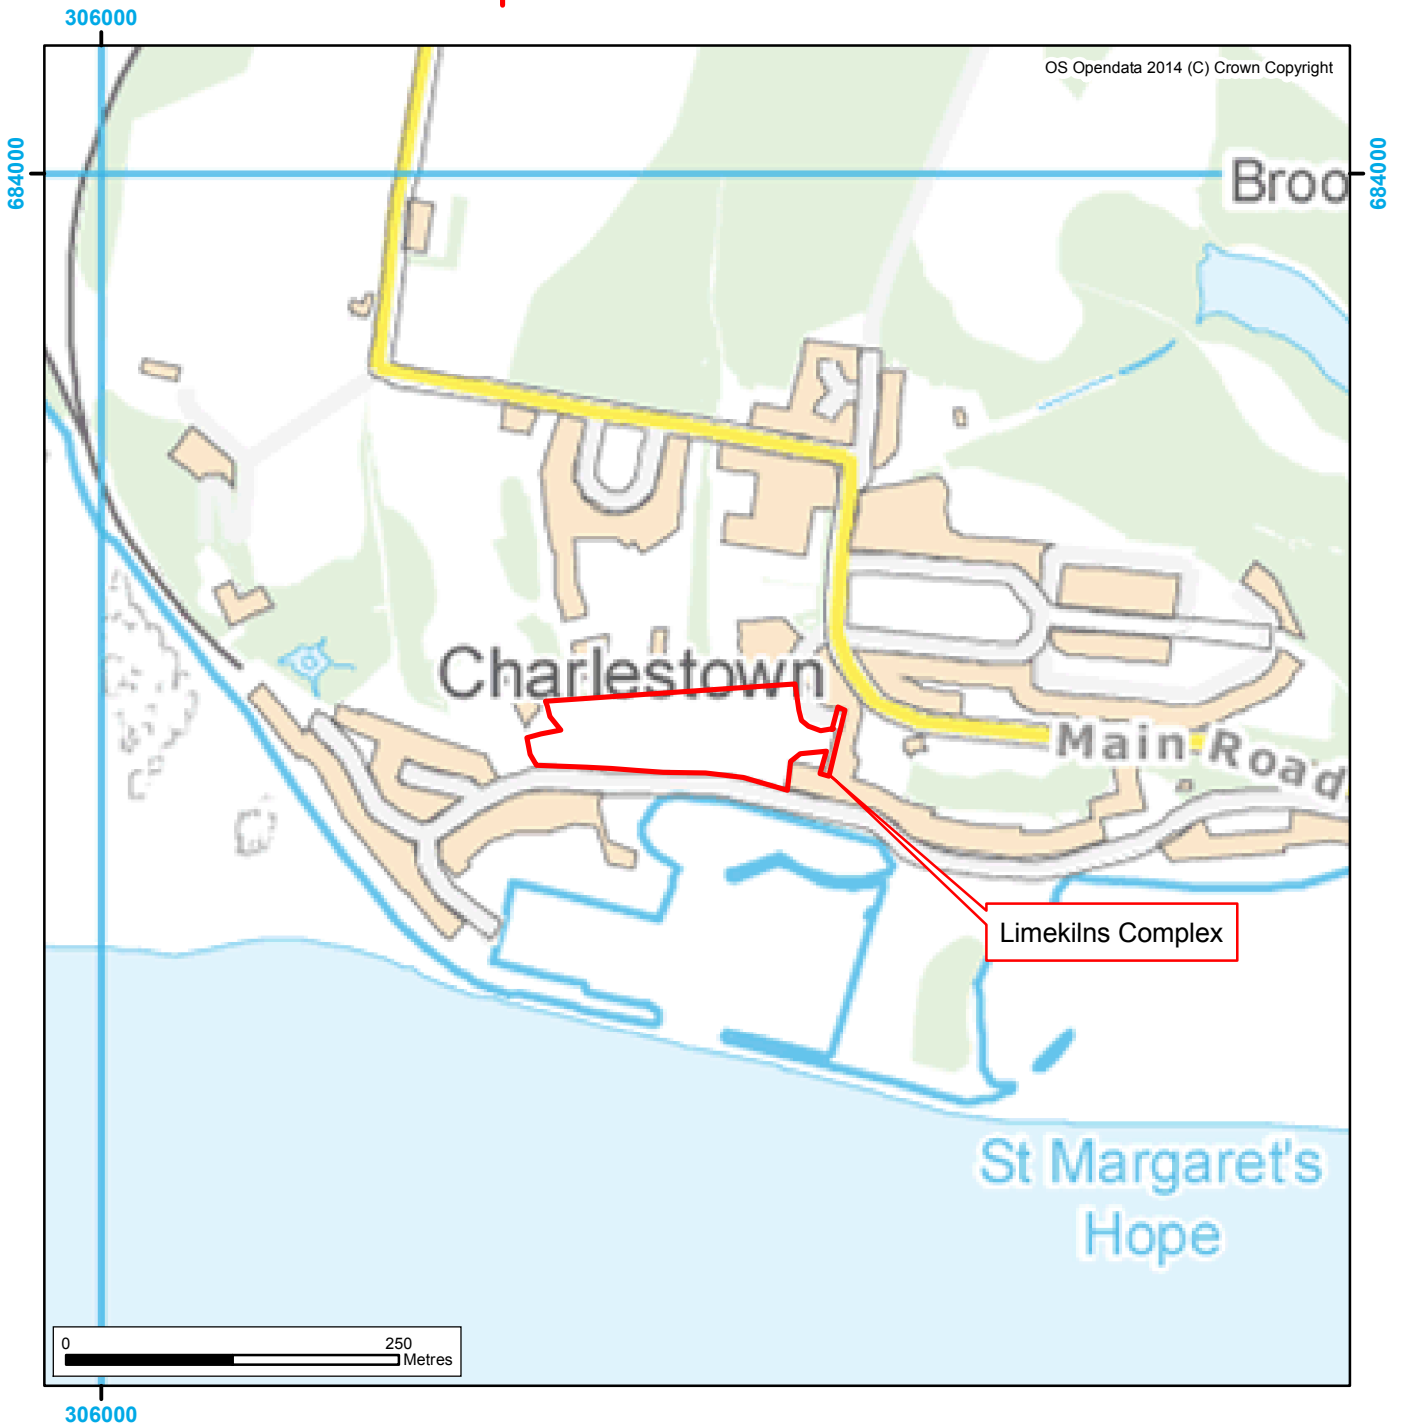 306000
OS Opendata 2014 (C) Crown Copyright
684000
684000
Broo
Charlestown
Main Road
Limekilns Complex
St Margaret's
Hope
0 250
Metres
306000